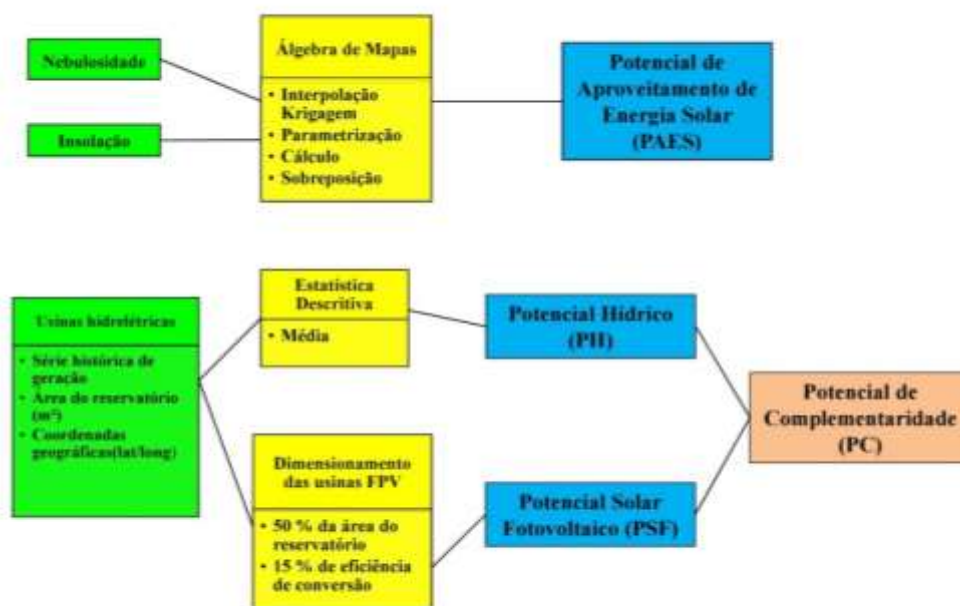 Nebulosidade
Insolação
Álgebra de Mapas
• Interpolação
Krigagem
• Parametrização
• Cálculo
• Sobreposição
Potencial de
Aproveitamento de
Energia Solar
(PAES)
Usinas hidrelétricas
• Série histórica de
geração
• Área do reservatório
(m²)
• Coordenadas
geográficas(lat/long)
Estatística
Descritiva
• Média
Dimensionamento
das usinas FPV
• 50 % da área do
reservatório
• 15 % de eficiência
de conversão
Potencial Hídrico
(PH)
Potencial Solar
Fotovoltaico (PSF)
Potencial de
Complementaridade
(PC)